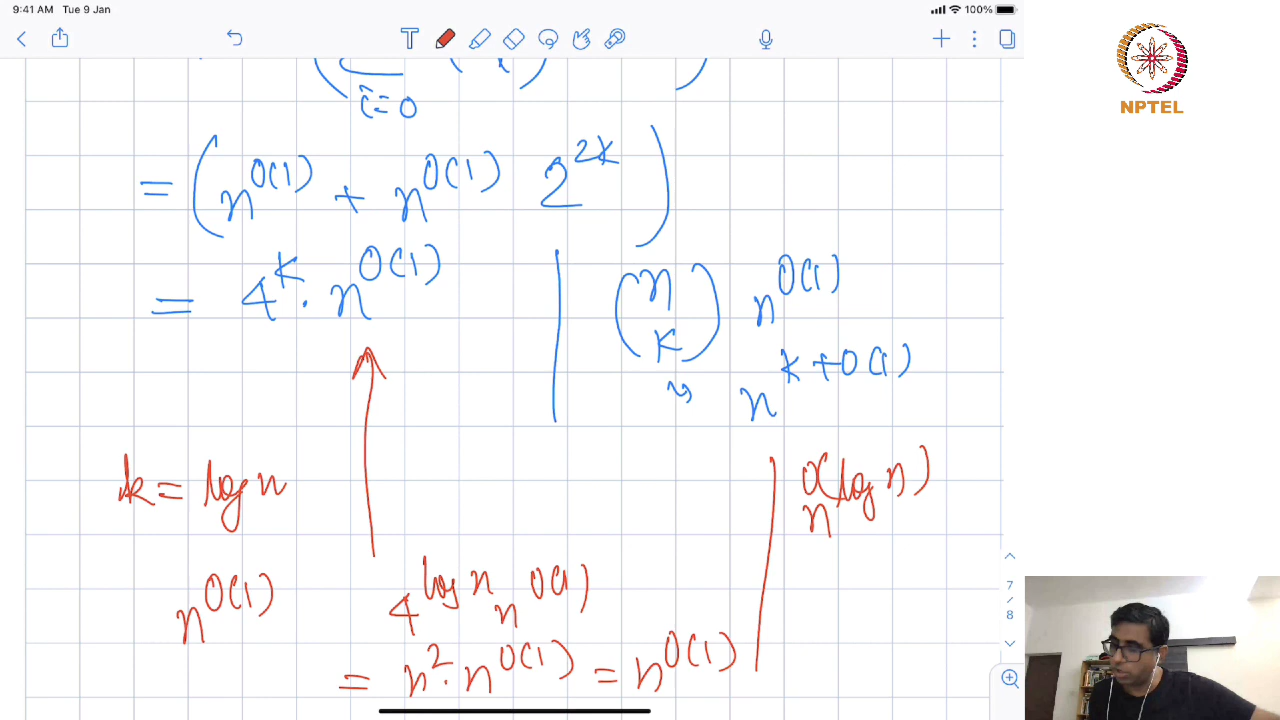 9:41 AM Tue 9 Jan
100%
T
NPTEL
i=0
= (n^{O(1)} + n^{O(1)} 2^{2k})
= 4^k · n^{O(1)}
(n k) n^{O(1)}
n^{k+O(1)}
k = log n
n^{O(log n)}
n^{O(1)}
4^{log n} n^{O(1)}
= n^2 · n^{O(1)} = n^{O(1)}
7
/
8